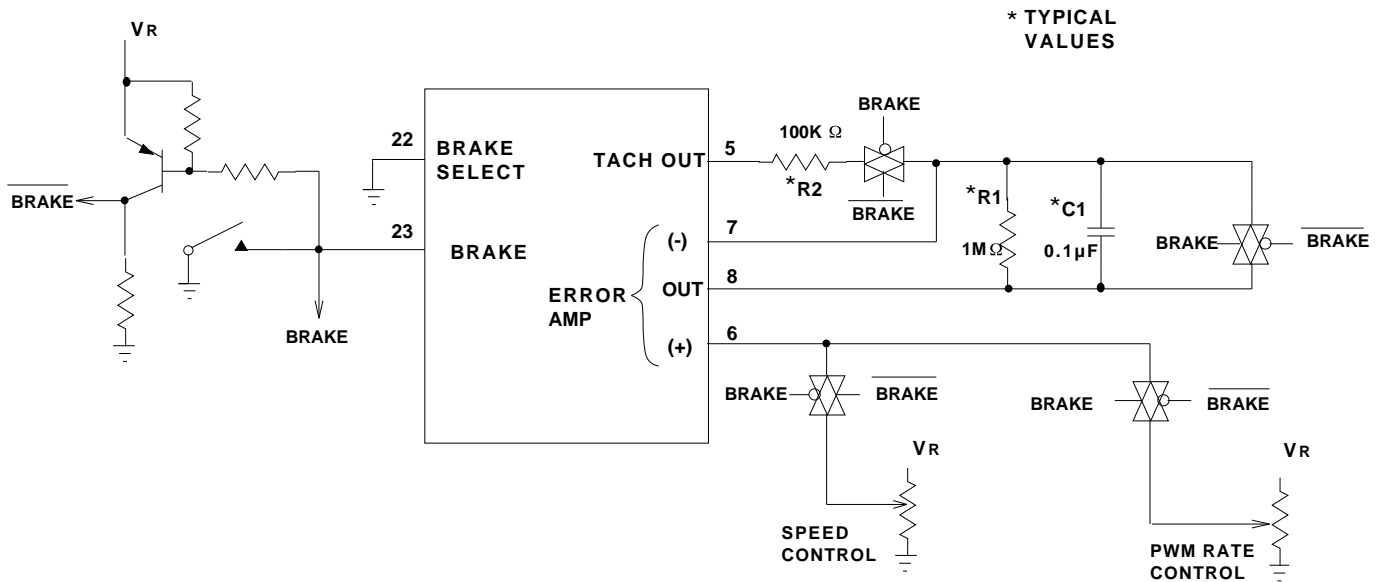 * TYPICAL
VALUES
VR
BRAKE
BRAKE
22
BRAKE
SELECT
23
BRAKE
TACH OUT
5
100K Ω
*R2
BRAKE
BRAKE
(-)
7
ERROR
AMP
OUT
8
(+)
6
*R1
1MΩ
*C1
0.1µF
BRAKE
BRAKE
BRAKE
BRAKE
VR
SPEED
CONTROL
BRAKE
BRAKE
VR
PWM RATE
CONTROL